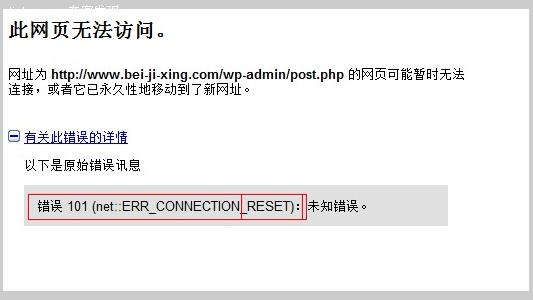 此网页无法访问。
网址为 http://www.bei-ji-xing.com/wp-admin/post.php 的网页可能暂时无法
连接，或者它已永久性地移动到了新网址。
有关此错误的详情
以下是原始错误讯息
错误 101 (net::ERR_CONNECTION_RESET)：未知错误。